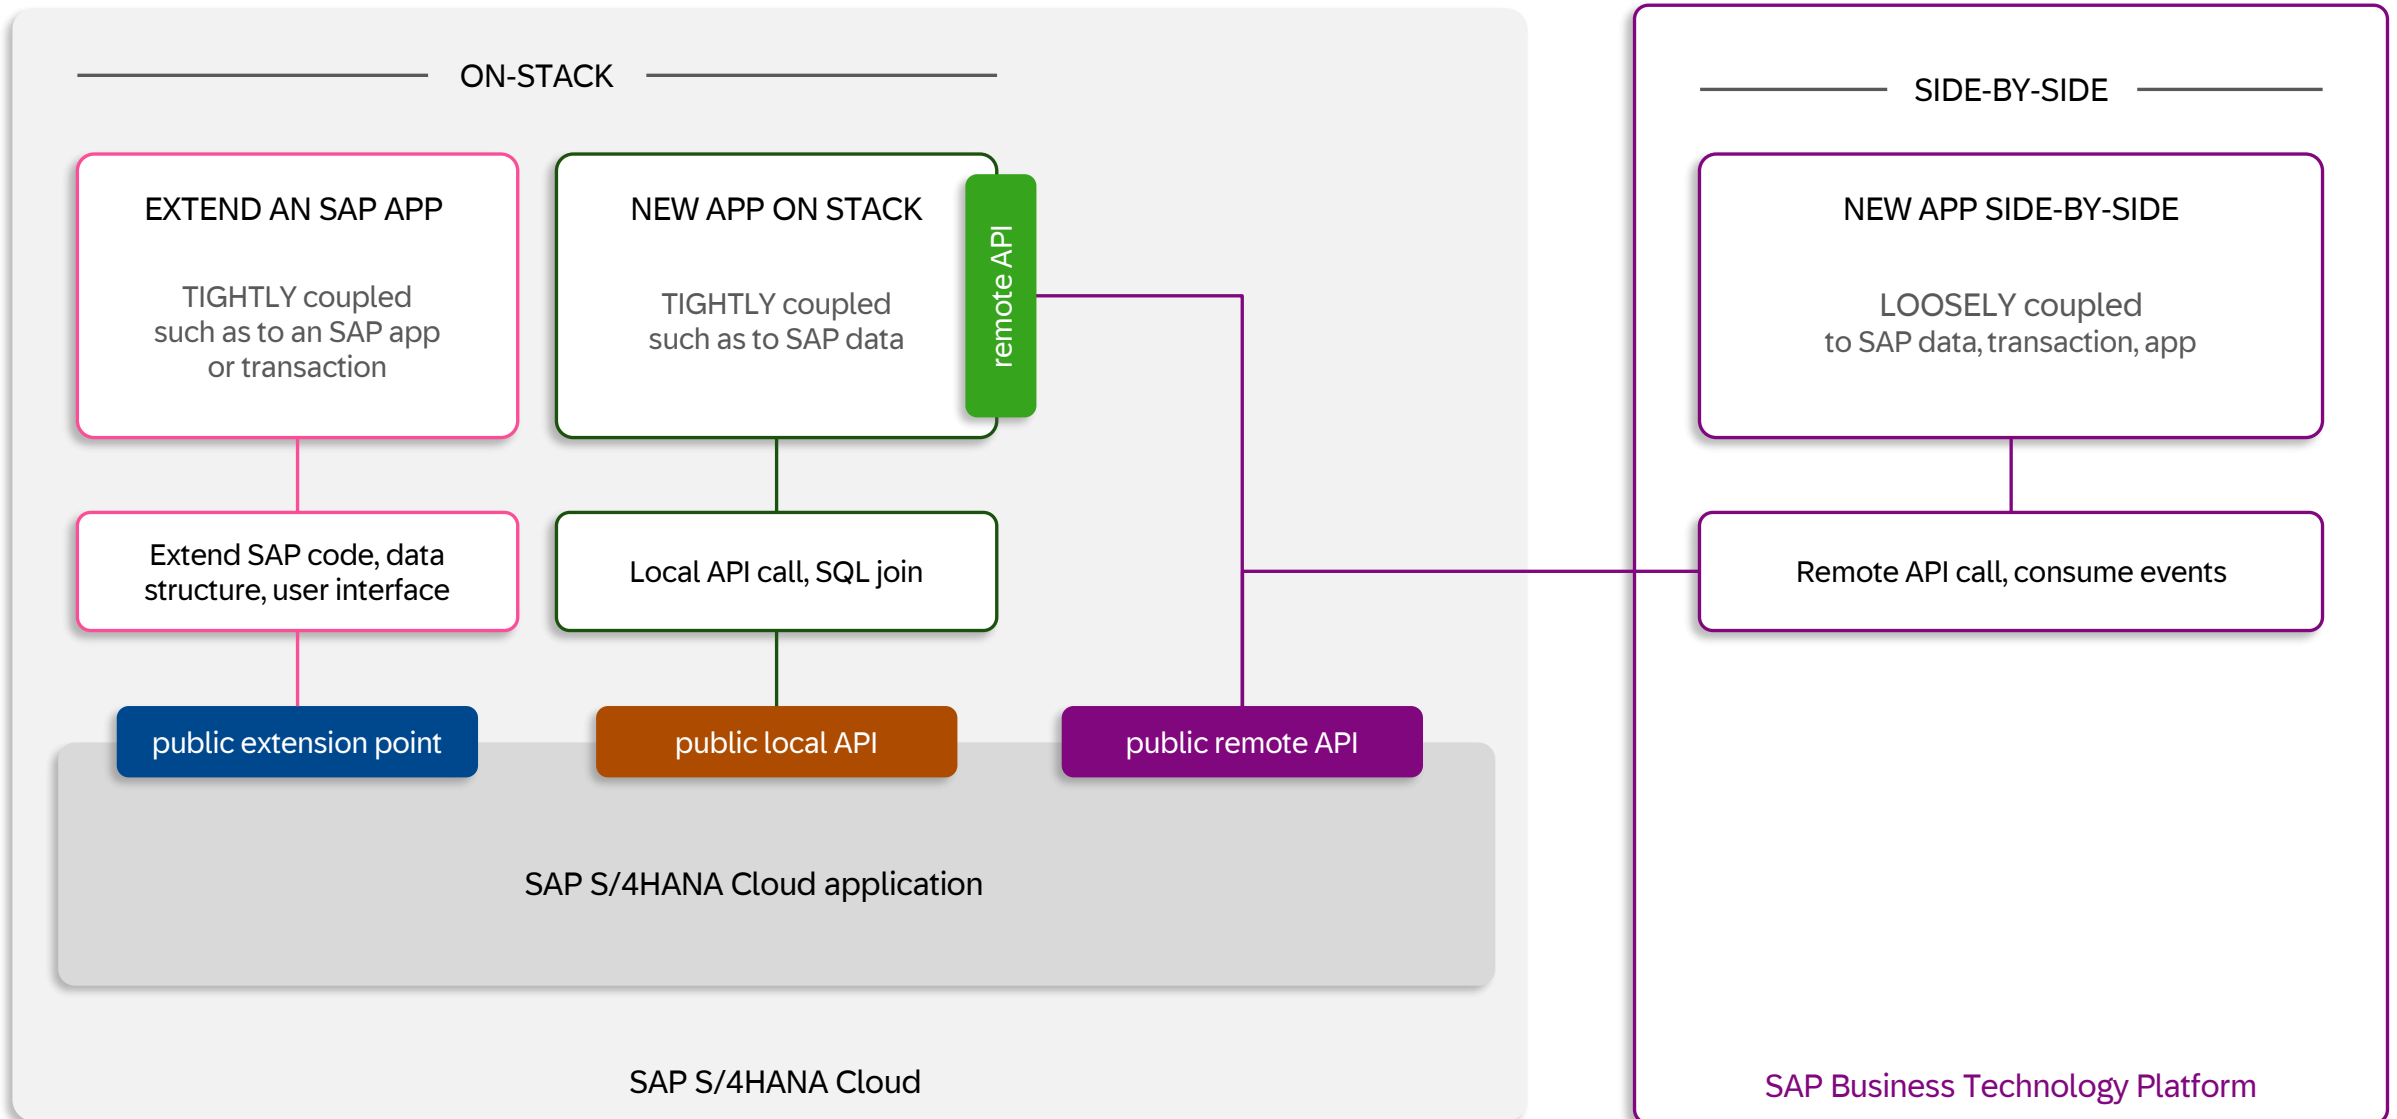 ON-STACK
SIDE-BY-SIDE
EXTEND AN SAP APP
TIGHTLY coupled
such as to an SAP app
or transaction
NEW APP ON STACK
TIGHTLY coupled
such as to SAP data
remote API
NEW APP SIDE-BY-SIDE
LOOSELY coupled
to SAP data, transaction, app
Extend SAP code, data
structure, user interface
Local API call, SQL join
Remote API call, consume events
public extension point
public local API
public remote API
SAP S/4HANA Cloud application
SAP S/4HANA Cloud
SAP Business Technology Platform